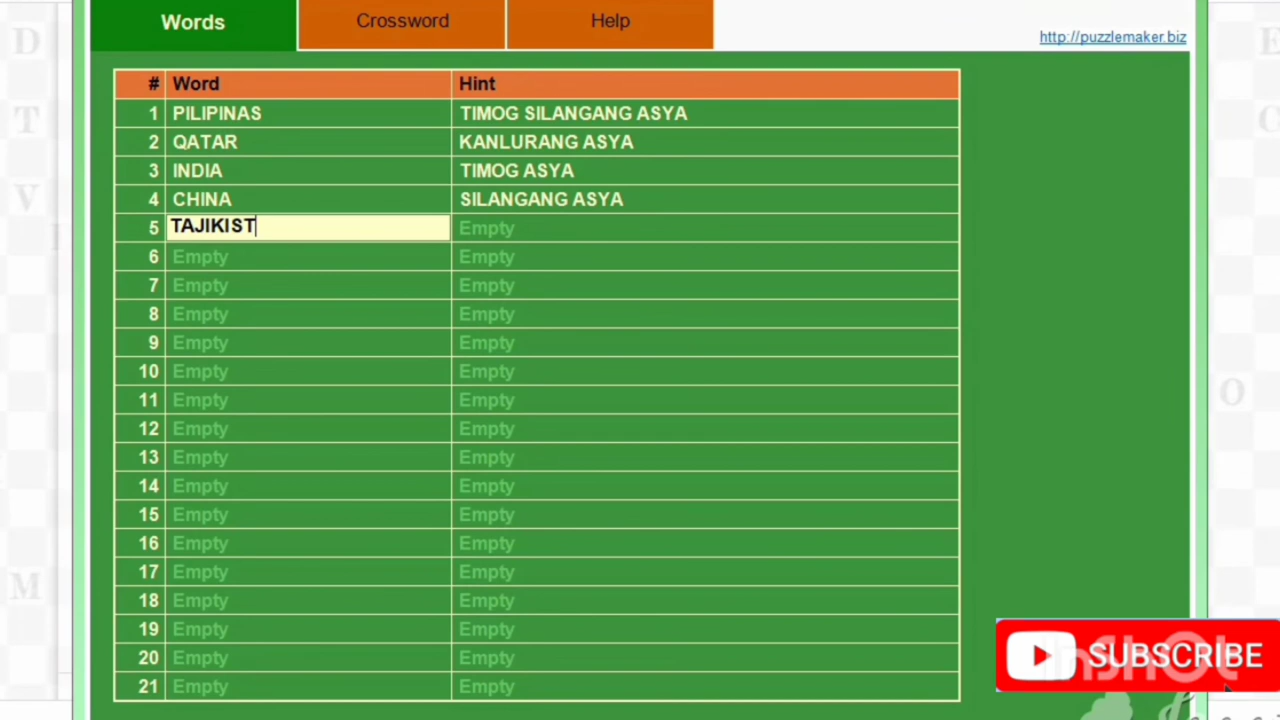 Words Crossword Help
http://puzzlemaker.biz
# Word Hint
1 PILIPINAS TIMOG SILANGANG ASYA
2 QATAR KANLURANG ASYA
3 INDIA TIMOG ASYA
4 CHINA SILANGANG ASYA
5 TAJIKIST Empty
6 Empty Empty
7 Empty Empty
8 Empty Empty
9 Empty Empty
10 Empty Empty
11 Empty Empty
12 Empty Empty
13 Empty Empty
14 Empty Empty
15 Empty Empty
16 Empty Empty
17 Empty Empty
18 Empty Empty
19 Empty Empty
20 Empty Empty
21 Empty Empty
SUBSCRIBE
InShOt
D
T
V
M
E
C
O